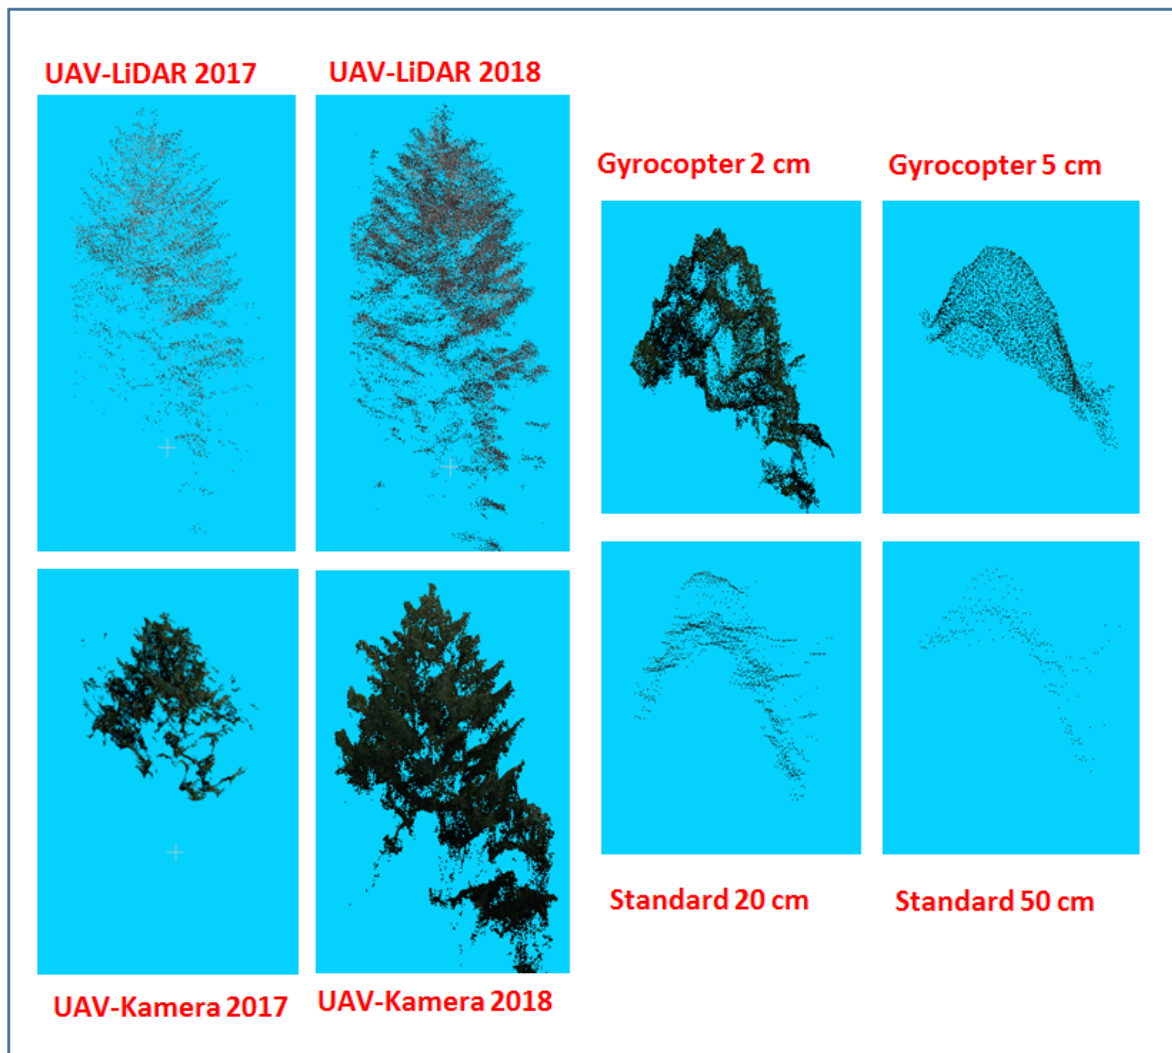 UAV-LiDAR 2017
UAV-LiDAR 2018
Gyrocopter 2 cm
Gyrocopter 5 cm
Standard 20 cm
Standard 50 cm
UAV-Kamera 2017
UAV-Kamera 2018